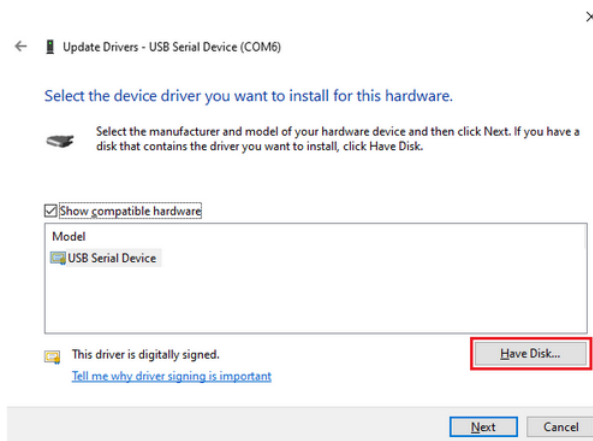 Update Drivers - USB Serial Device (COM6)
Select the device driver you want to install for this hardware.
Select the manufacturer and model of your hardware device and then click Next. If you have a
disk that contains the driver you want to install, click Have Disk.
Show compatible hardware
Model
USB Serial Device
This driver is digitally signed.
Have Disk...
Tell me why driver signing is important
Next
Cancel